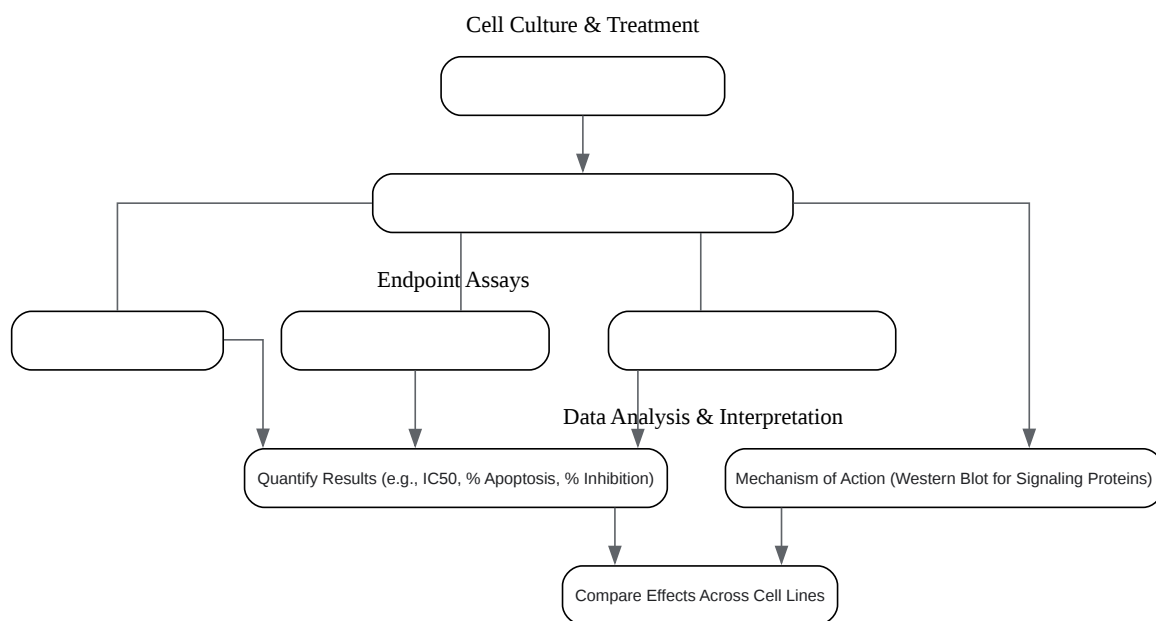 Cell Culture & Treatment
Endpoint Assays
Data Analysis & Interpretation
Quantify Results (e.g., IC50, % Apoptosis, % Inhibition)
Mechanism of Action (Western Blot for Signaling Proteins)
Compare Effects Across Cell Lines